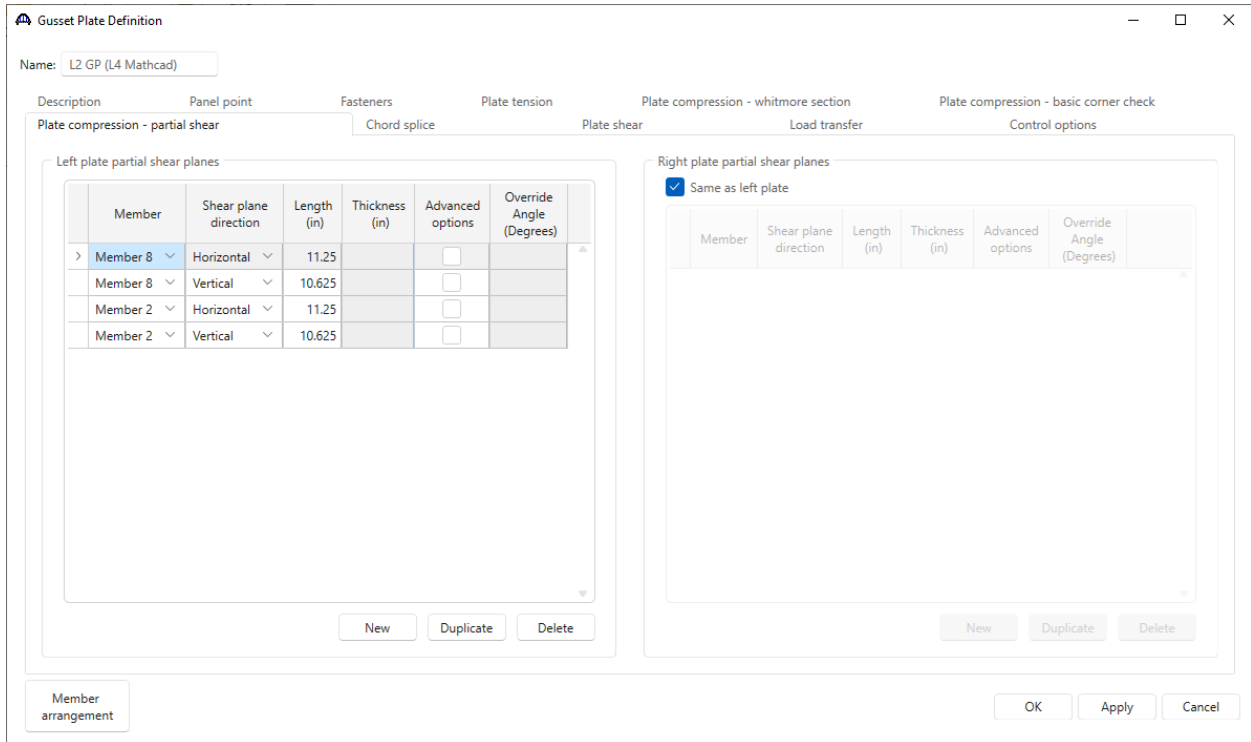 Gusset Plate Definition
Name: L2 GP (L4 Mathcad)
Description Panel point Fasteners Plate tension Plate compression - whitmore section Plate compression - basic corner check
Plate compression - partial shear Chord splice Plate shear Load transfer Control options
Left plate partial shear planes
Member Shear plane direction Length (in) Thickness (in) Advanced options Override Angle (Degrees)
Member 8 Horizontal 11.25
Member 8 Vertical 10.625
Member 2 Horizontal 11.25
Member 2 Vertical 10.625
New Duplicate Delete
Right plate partial shear planes
Same as left plate
Member Shear plane direction Length (in) Thickness (in) Advanced options Override Angle (Degrees)
New Duplicate Delete
Member arrangement
OK Apply Cancel